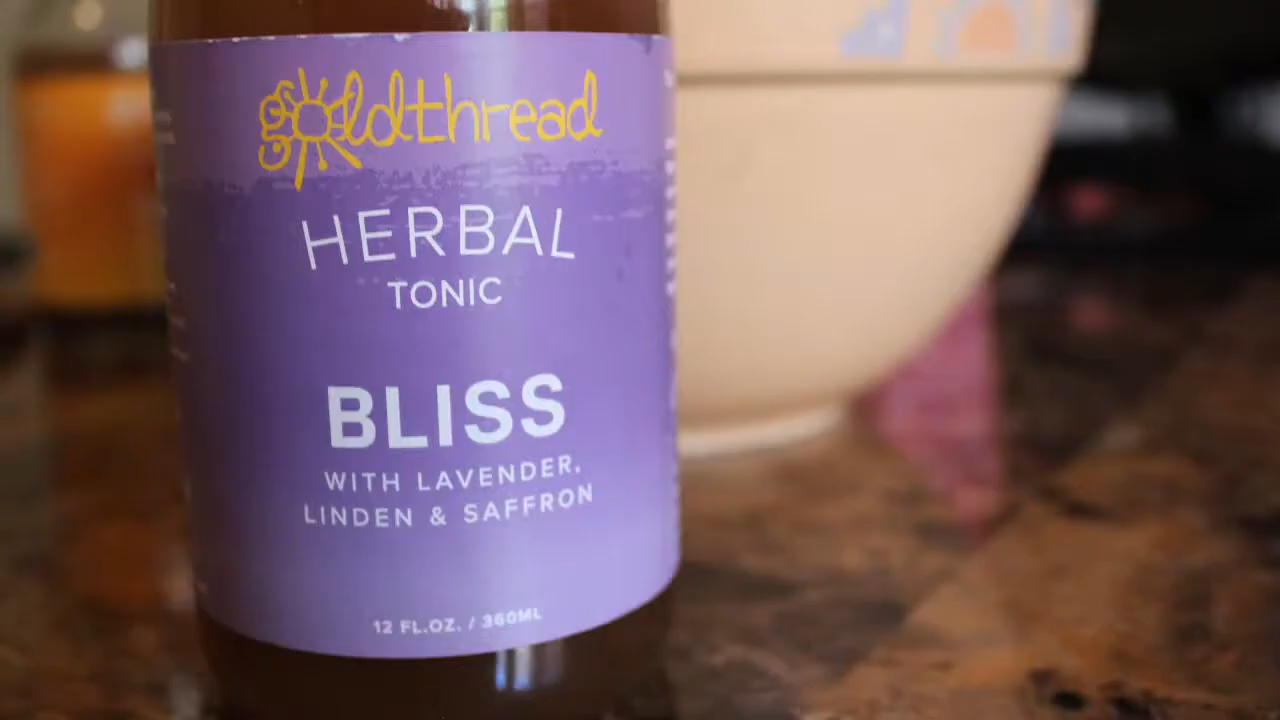 goldthread
HERBAL
TONIC
BLISS
WITH LAVENDER,
LINDEN & SAFFRON
12 FL.OZ. / 360ML